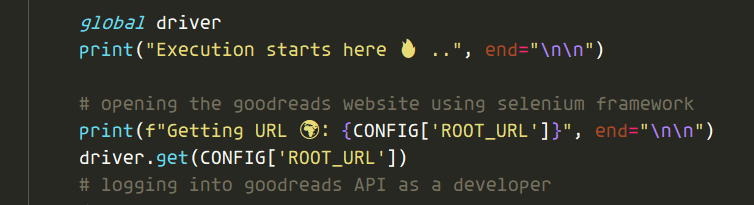 global driver
print("Execution starts here 🔥 ..", end="\n\n")
# opening the goodreads website using selenium framework
print(f"Getting URL 🌍: {CONFIG['ROOT_URL']}", end="\n\n")
driver.get(CONFIG['ROOT_URL'])
# logging into goodreads API as a developer